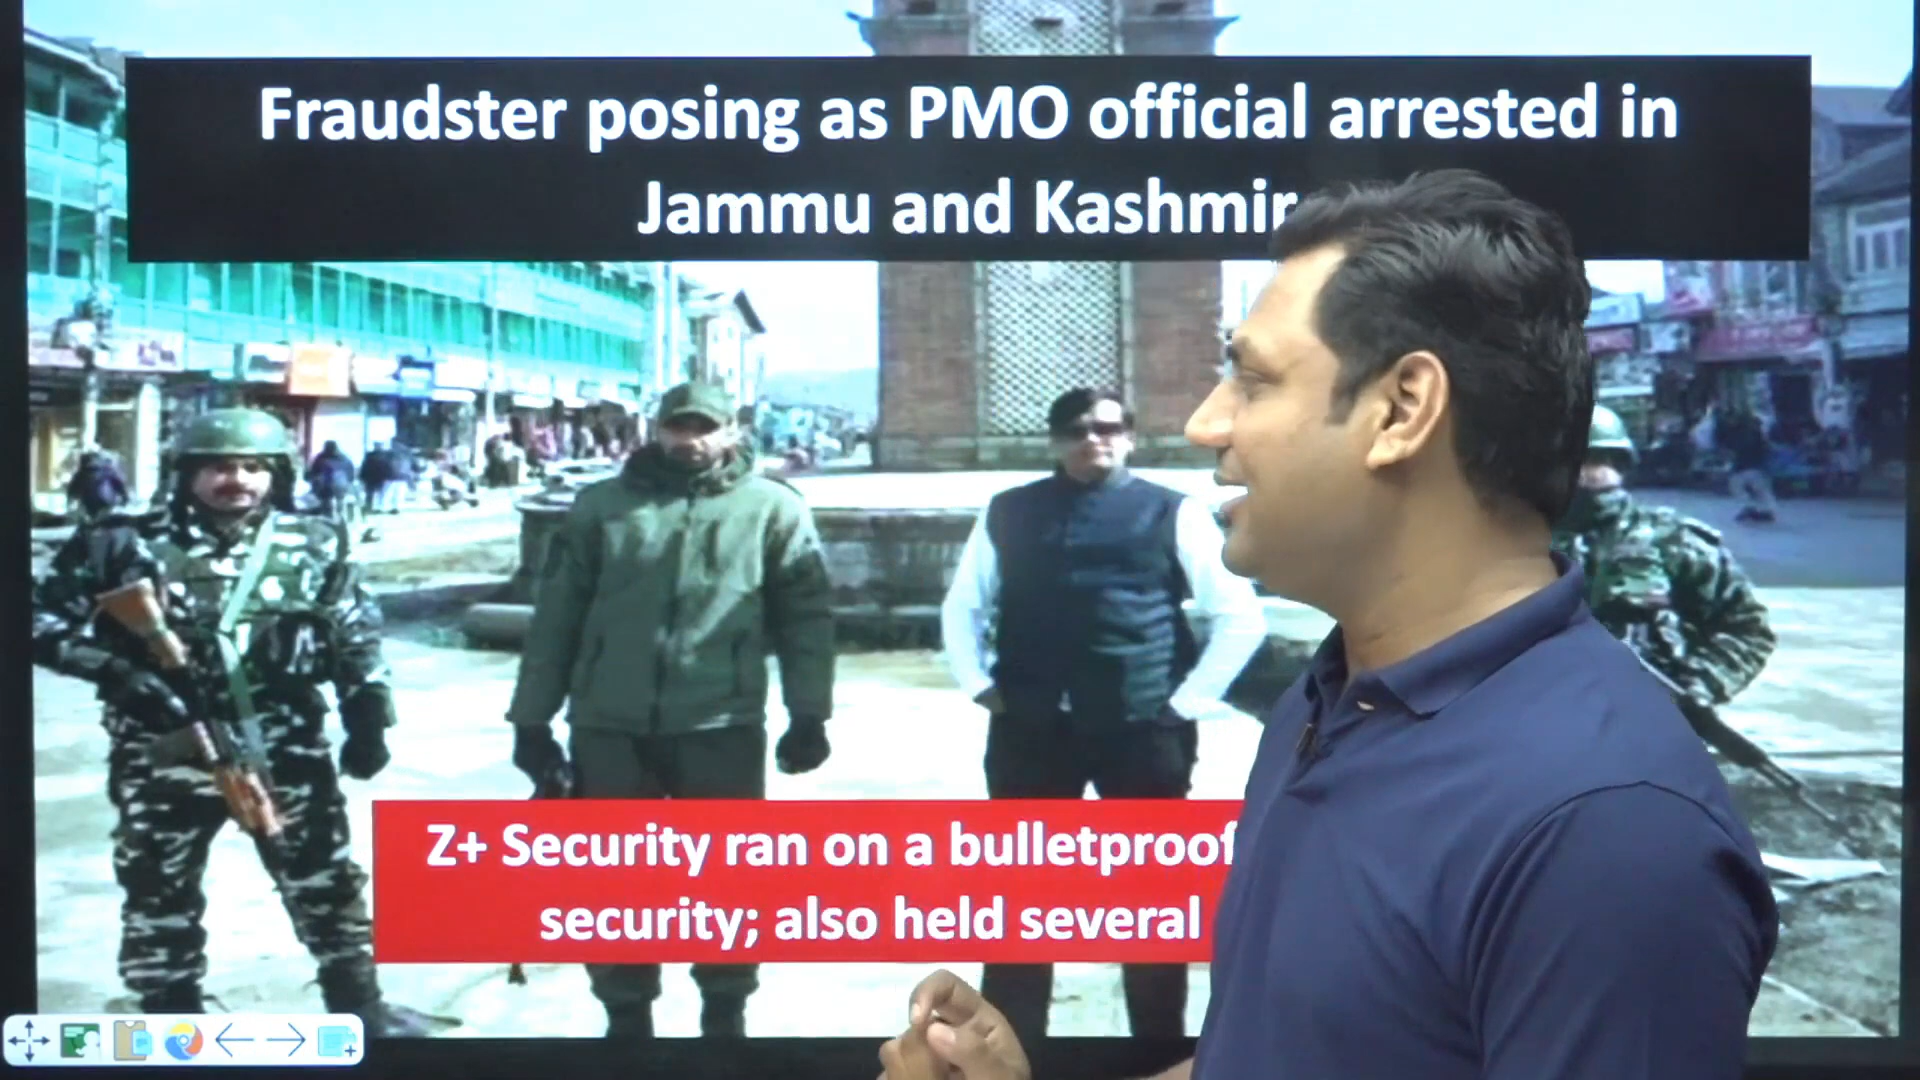 Fraudster posing as PMO official arrested in
Jammu and Kashmir
Z+ Security ran on a bulletproof
security; also held several